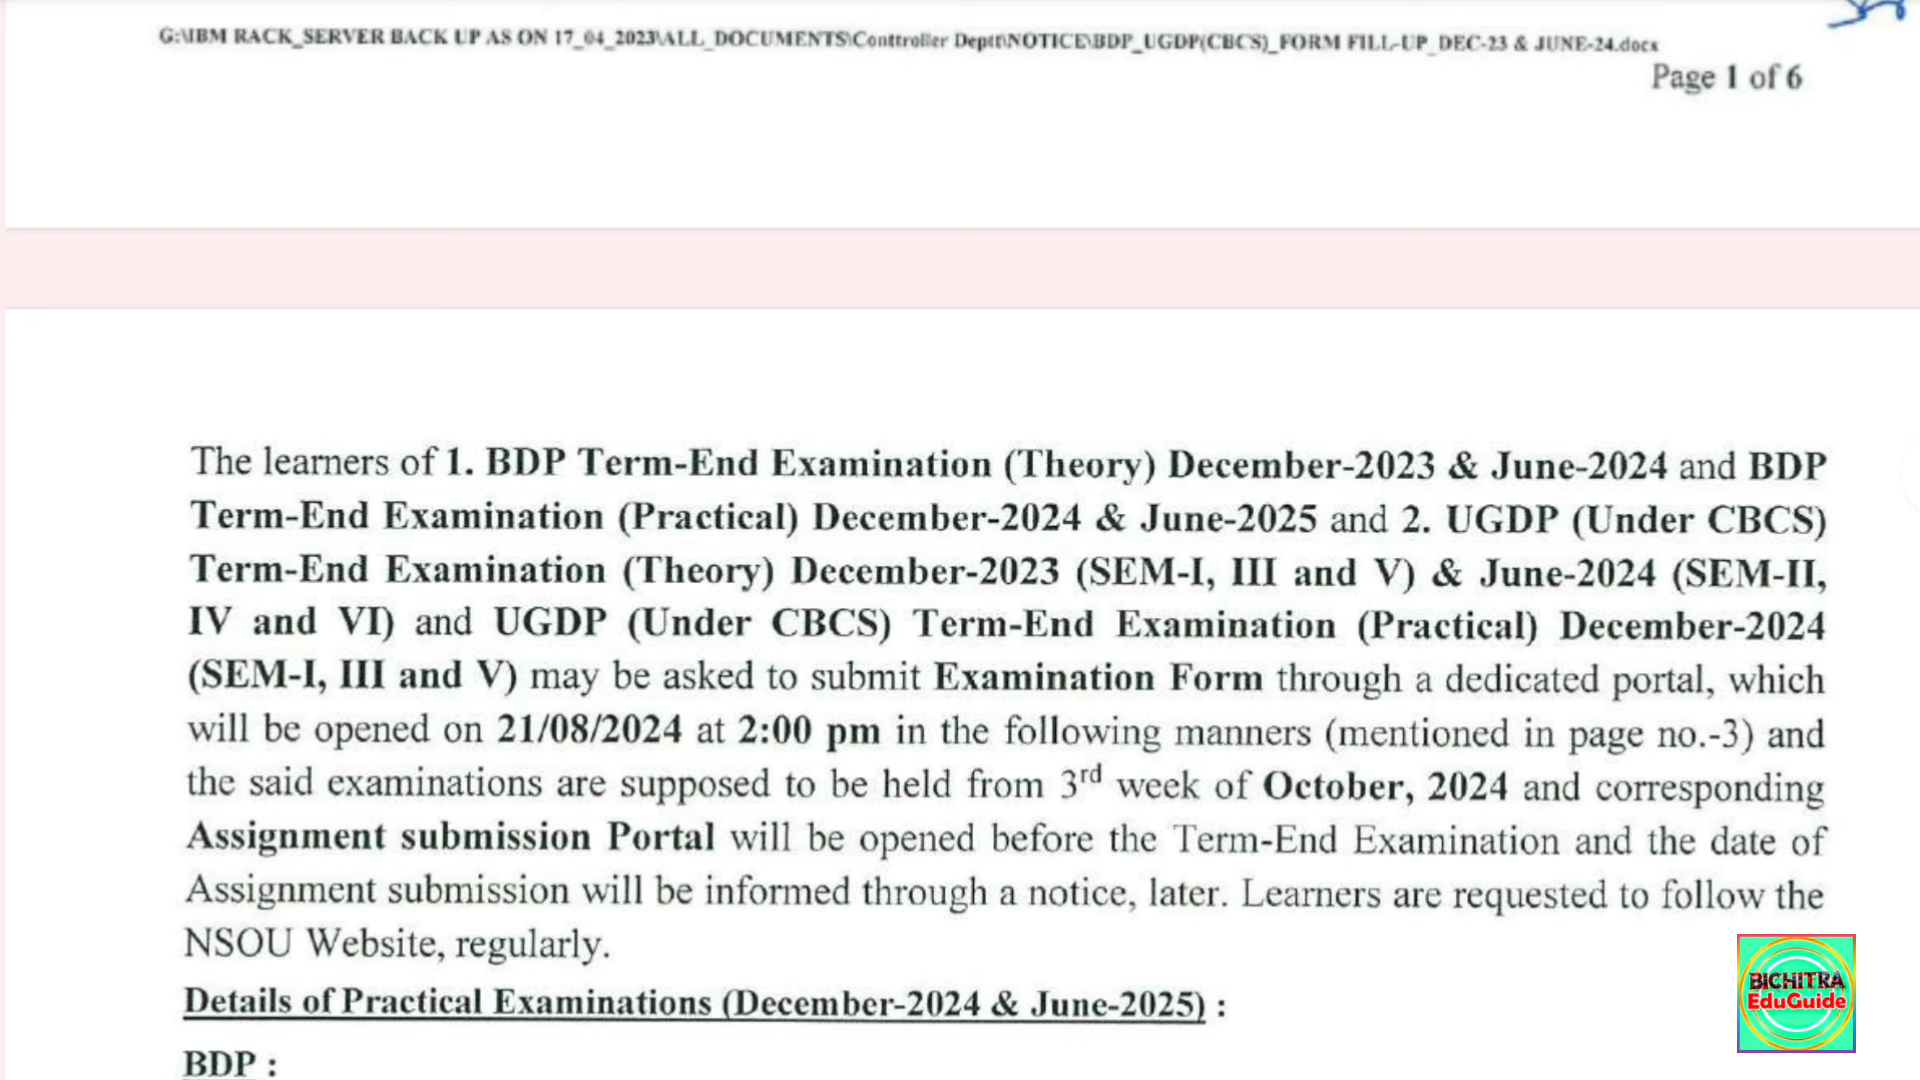 G:\IBM RACK_SERVER BACK UP AS ON 17_04_2023\ALL_DOCUMENTS\Conttroller Deptt\NOTICE\BDP_UGDP(CBCS)_FORM FILL-UP_DEC-23 & JUNE-24.docx
Page 1 of 6
The learners of 1. BDP Term-End Examination (Theory) December-2023 & June-2024 and BDP
Term-End Examination (Practical) December-2024 & June-2025 and 2. UGDP (Under CBCS)
Term-End Examination (Theory) December-2023 (SEM-I, III and V) & June-2024 (SEM-II,
IV and VI) and UGDP (Under CBCS) Term-End Examination (Practical) December-2024
(SEM-I, III and V) may be asked to submit Examination Form through a dedicated portal, which
will be opened on 21/08/2024 at 2:00 pm in the following manners (mentioned in page no.-3) and
the said examinations are supposed to be held from 3rd week of October, 2024 and corresponding
Assignment submission Portal will be opened before the Term-End Examination and the date of
Assignment submission will be informed through a notice, later. Learners are requested to follow the
NSOU Website, regularly.
Details of Practical Examinations (December-2024 & June-2025) :
BDP :
BICHITRA
EduGuide